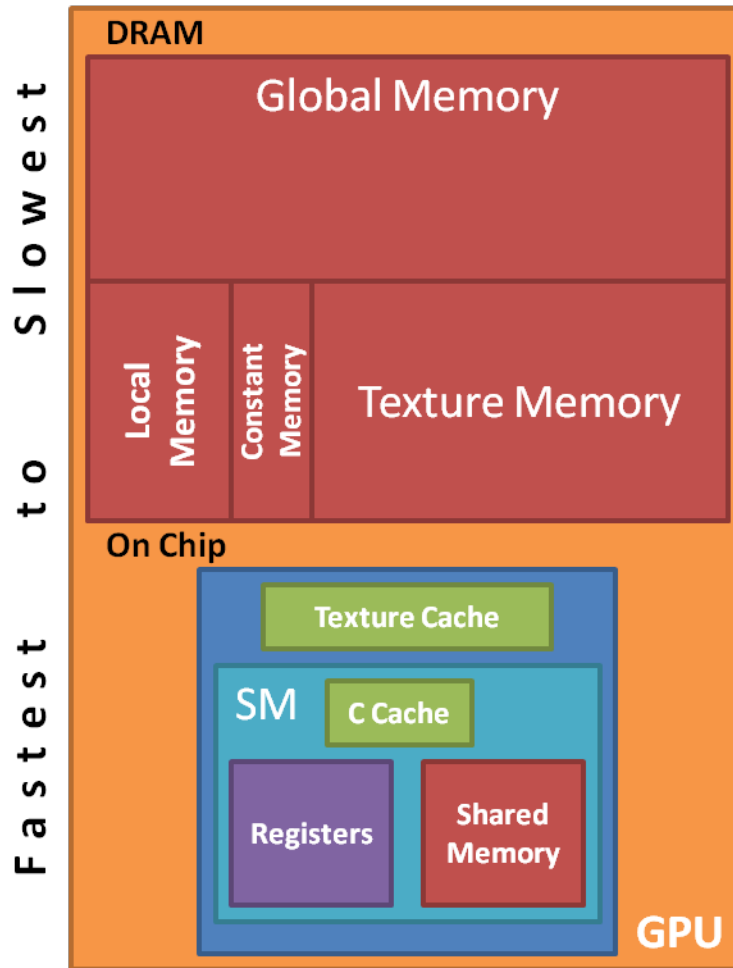 DRAM
Global Memory
Local
Memory
Constant
Memory
Texture Memory
On Chip
Texture Cache
SM
C Cache
Registers
Shared
Memory
GPU
Fastest to Slowest